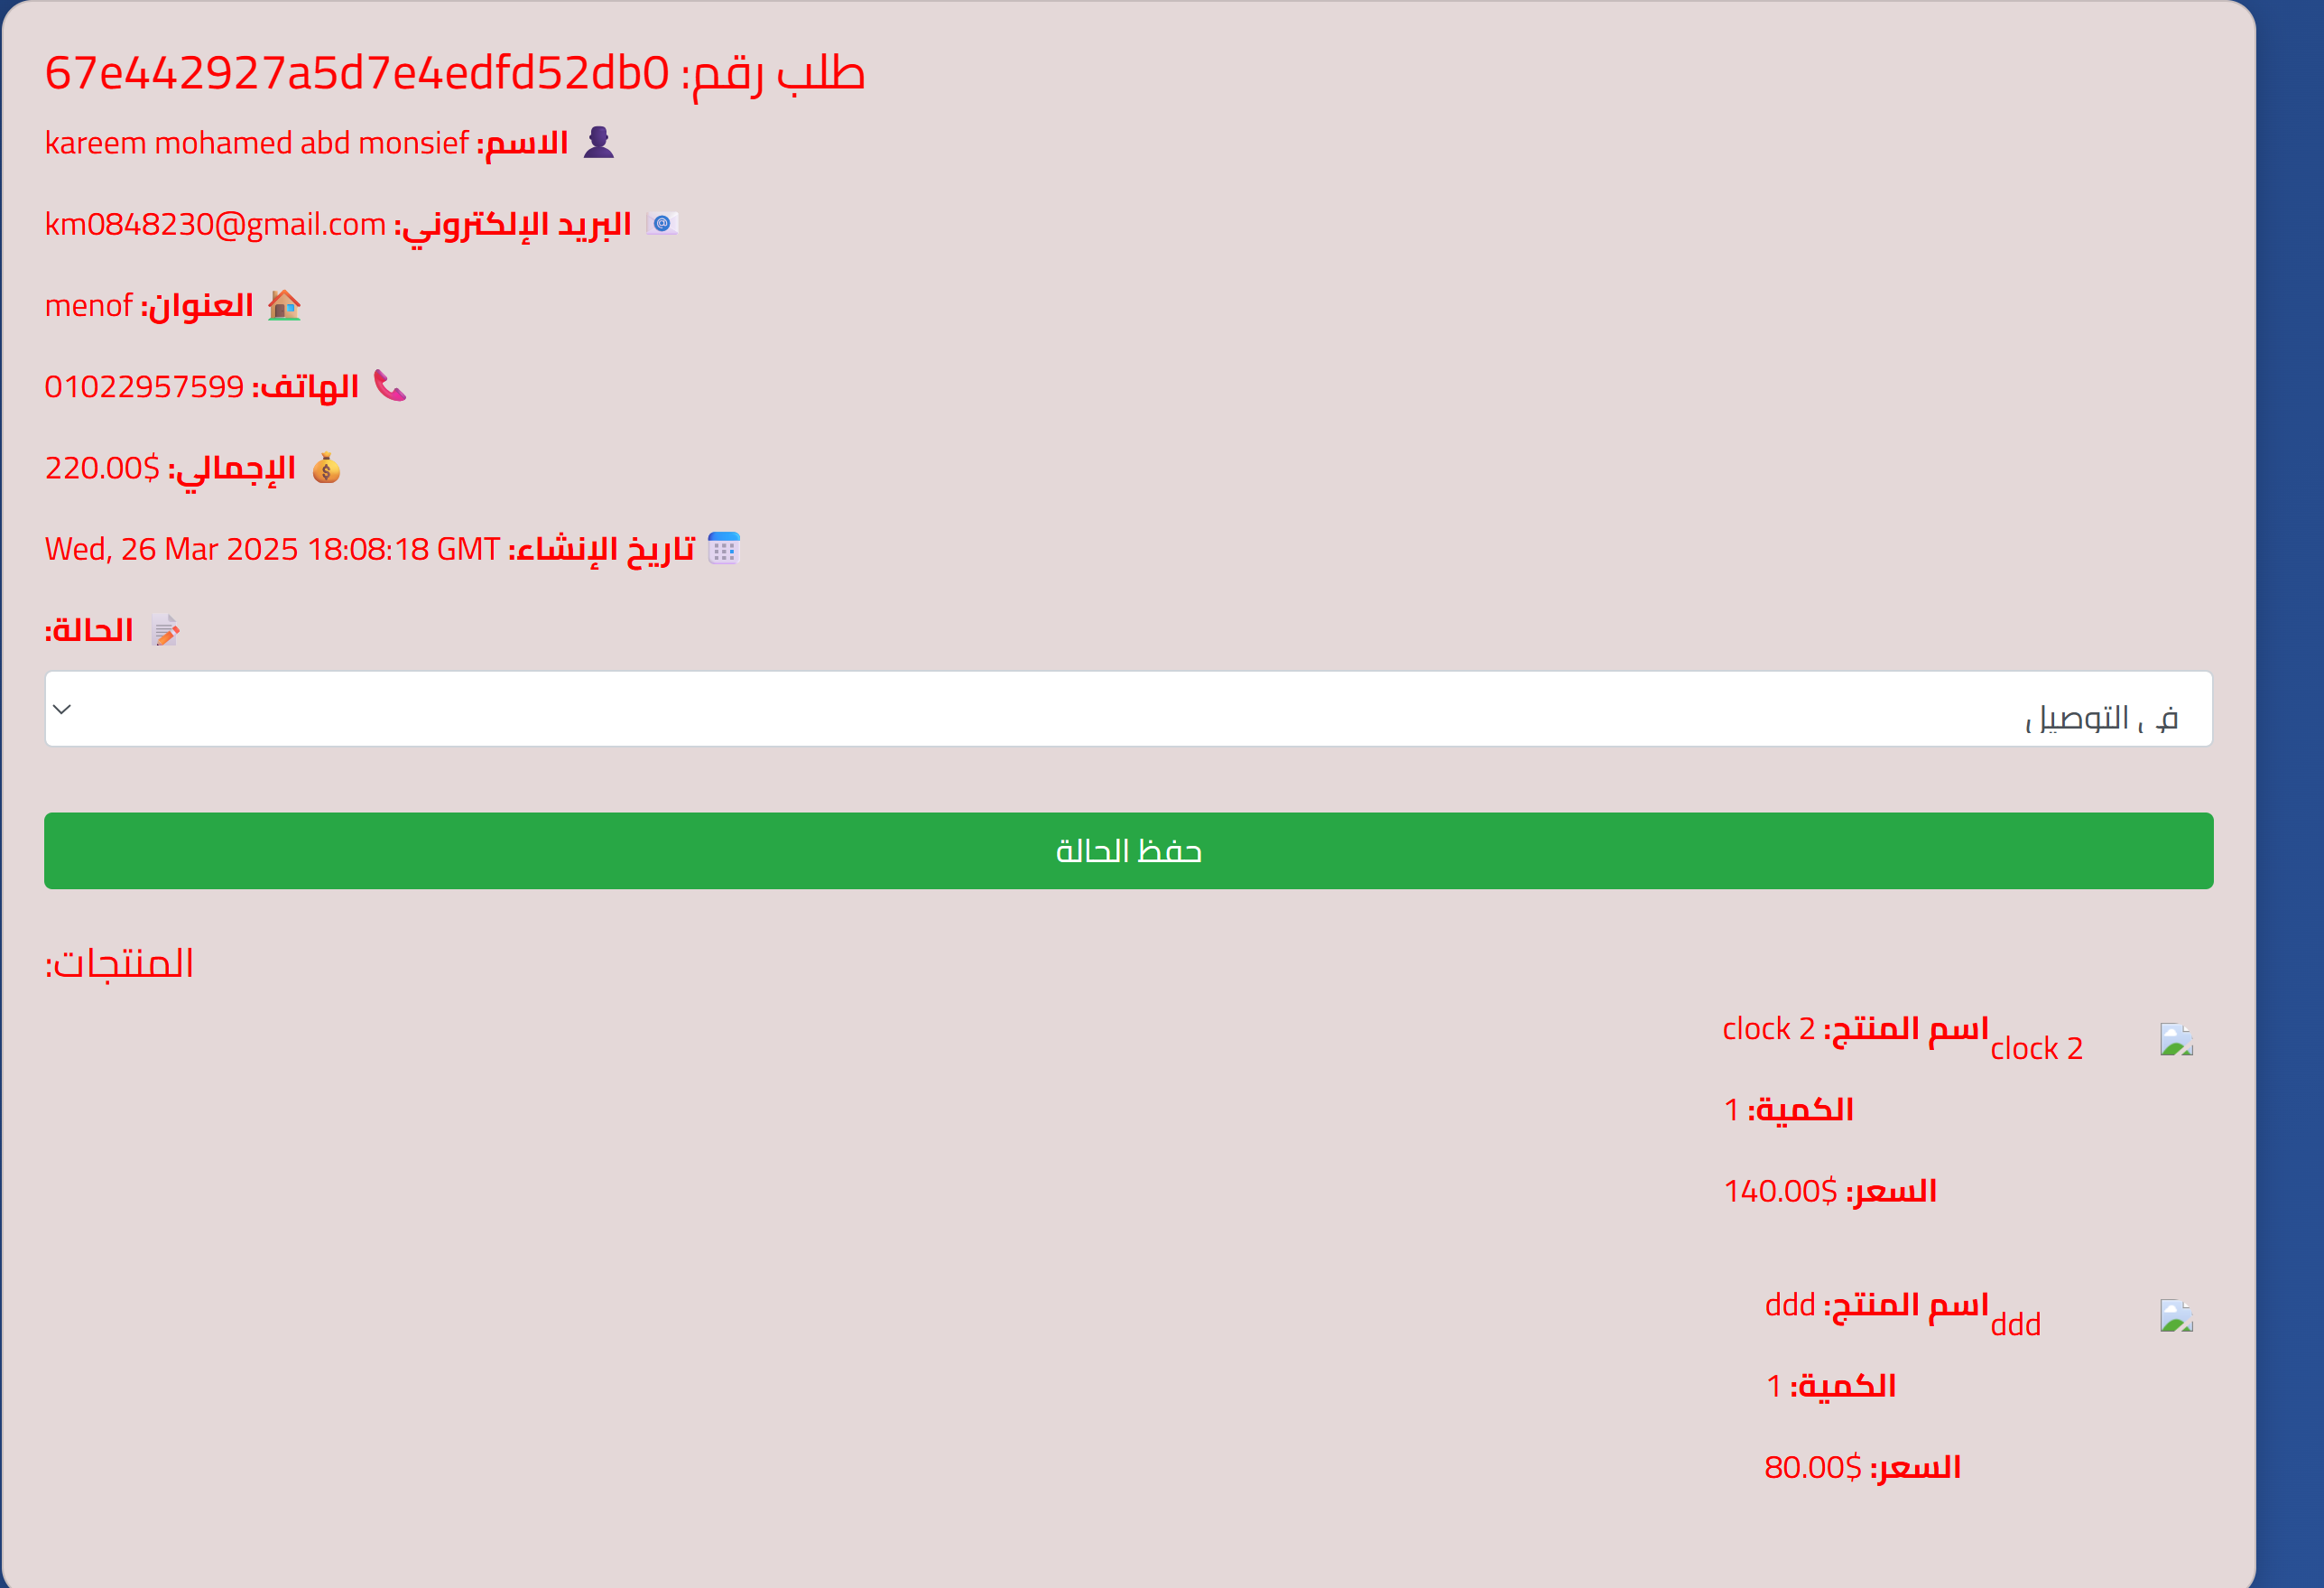 طلب رقم: 67e442927a5d7e4edfd52db0
👤 الاسم: kareem mohamed abd monsief
📧 البريد الإلكتروني: km0848230@gmail.com
🏠 العنوان: menof
📞 الهاتف: 01022957599
💰 الإجمالي: $220.00
📅 تاريخ الإنشاء: Wed, 26 Mar 2025 18:08:18 GMT
📝 الحالة:
في التوصيل
حفظ الحالة
المنتجات:
clock 2
اسم المنتج: clock 2
الكمية: 1
السعر: $140.00
ddd
اسم المنتج: ddd
الكمية: 1
السعر: $80.00